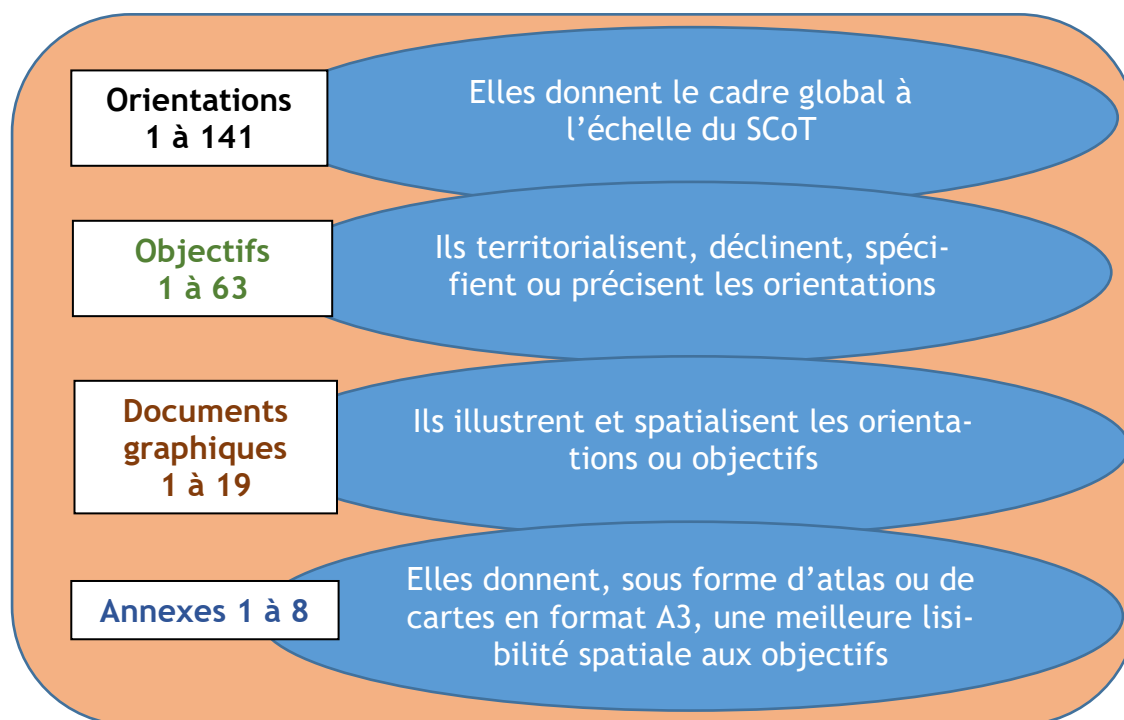 Orientations
1 à 141
Elles donnent le cadre global à
l’échelle du SCoT
Objectifs
1 à 63
Ils territorialisent, déclinent, spéci-
fient ou précisent les orientations
Documents
graphiques
1 à 19
Ils illustrent et spatialisent les orienta-
tions ou objectifs
Annexes 1 à 8
Elles donnent, sous forme d’atlas ou de
cartes en format A3, une meilleure lisi-
bilité spatiale aux objectifs